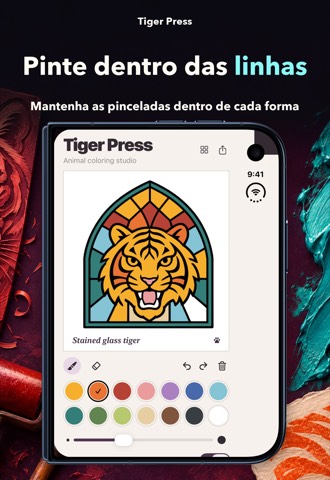 Tiger Press
Pinte dentro das linhas
Mantenha as pinceladas dentro de cada forma
Tiger Press
Animal coloring studio
9:41
Stained glass tiger